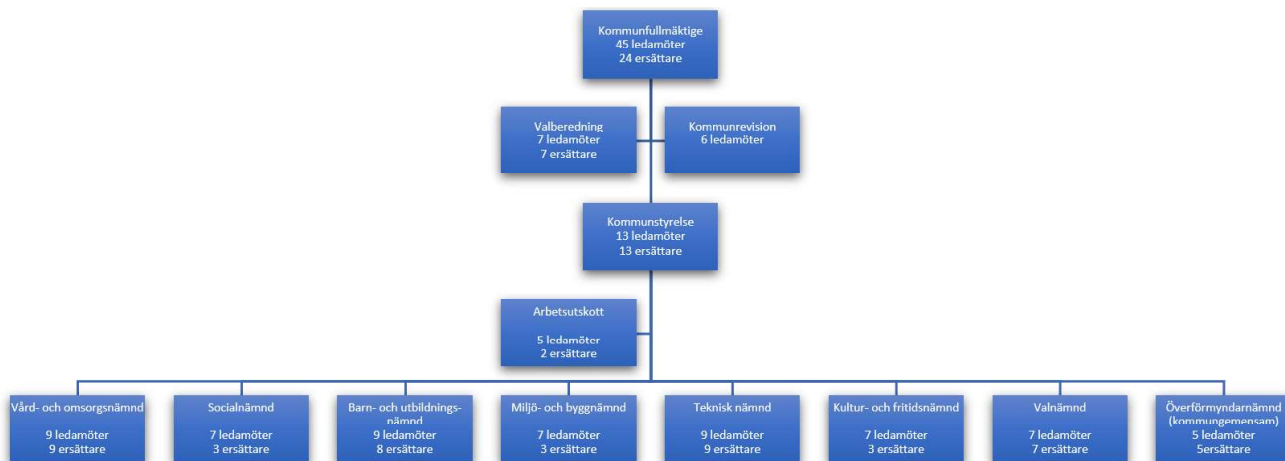 Kommunfullmäktige
45 ledamöter
24 ersättare
Valberedning
7 ledamöter
7 ersättare
Kommunrevision
6 ledamöter
Kommunstyrelse
13 ledamöter
13 ersättare
Arbetsutskott
5 ledamöter
2 ersättare
Vård- och omsorgsnämnd
9 ledamöter
9 ersättare
Socialnämnd
7 ledamöter
3 ersättare
Barn- och utbildnings-
nämnd
9 ledamöter
8 ersättare
Miljö- och byggnämnd
7 ledamöter
3 ersättare
Teknisk nämnd
9 ledamöter
9 ersättare
Kultur- och fritidsnämnd
7 ledamöter
3 ersättare
Valnämnd
7 ledamöter
7 ersättare
Överförmyndarnämnd
(kommungemensam)
5 ledamöter
5ersättare